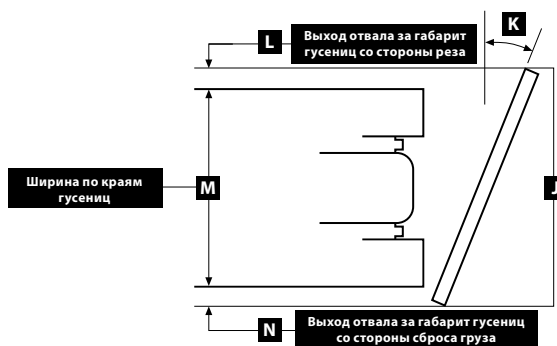 K
L
Выход отвала за габарит
гусениц со стороны реза
Ширина по краям
гусениц
M
J
N
Выход отвала за габарит гусениц
со стороны сброса груза